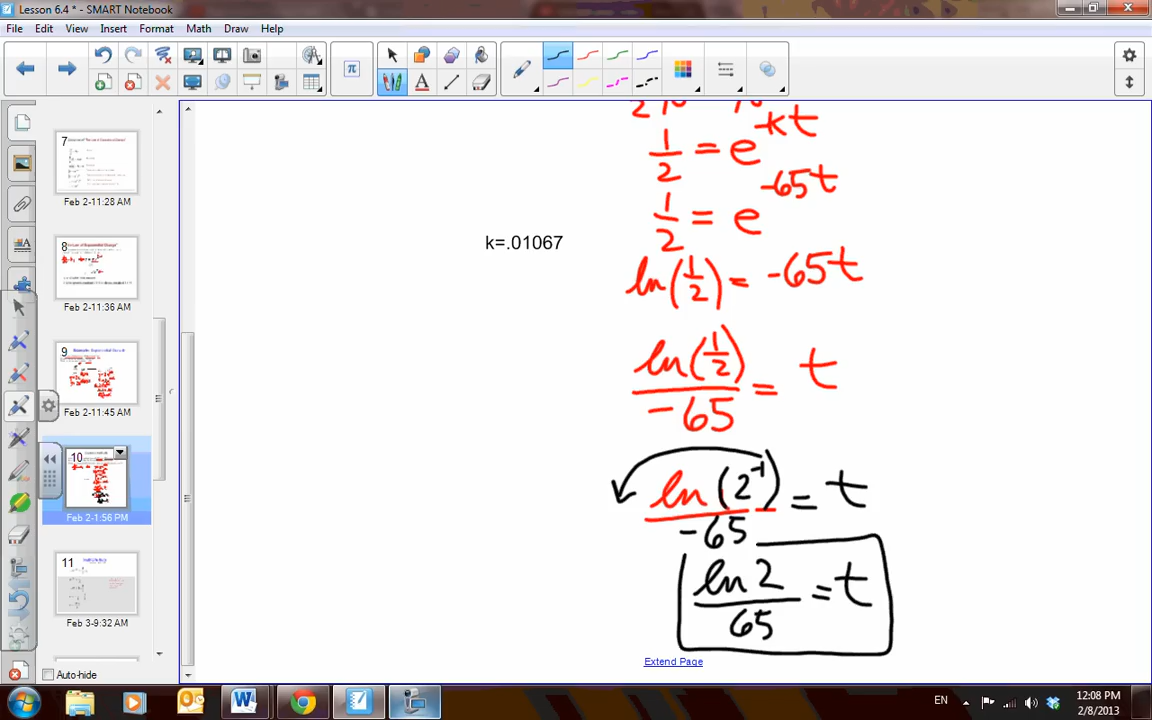 Lesson 6.4 * - SMART Notebook
File Edit View Insert Format Math Draw Help
7
Feb 2-11:28 AM
8
Feb 2-11:36 AM
9
Feb 2-11:45 AM
10
Feb 2-1:56 PM
11
Feb 3-9:32 AM
Auto-hide
1/2 = e^-kt
1/2 = e^-65t
k=.01067
ln(1/2) = -65t
ln(1/2)/-65 = t
ln(2^-1)/-65 = t
ln2/65 = t
Extend Page
EN
12:08 PM
2/8/2013